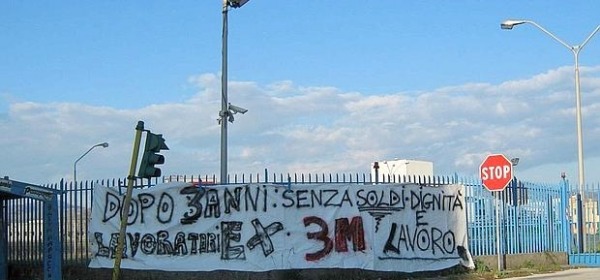 DOPO 3 ANNI: SENZA SOLDI · DIGNITÀ
E
LAVORATORI EX · 3M LAVORO
STOP